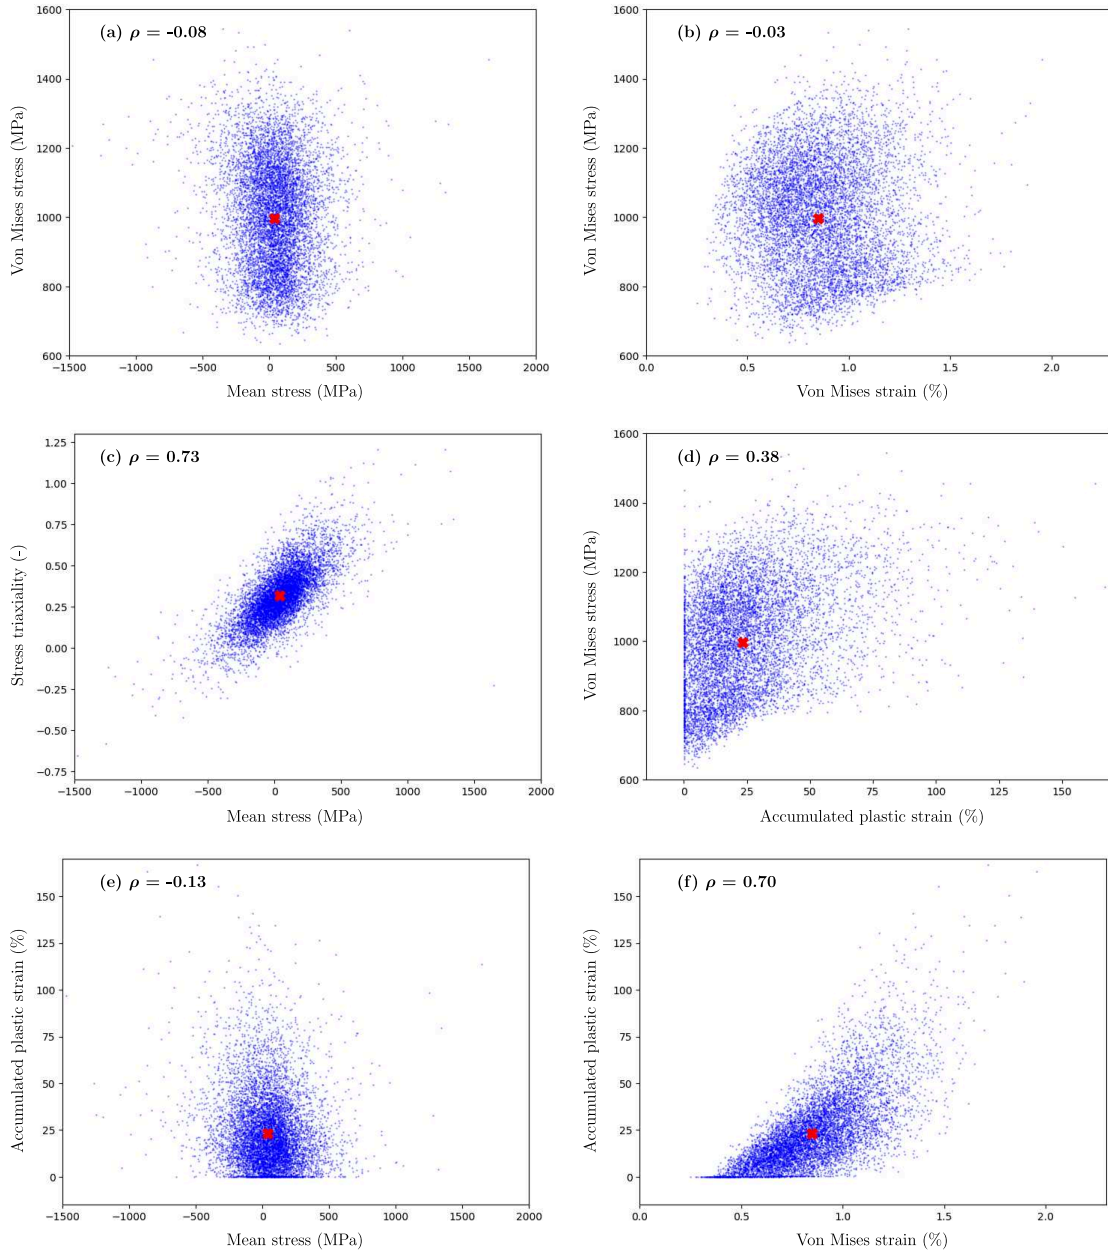 (a) ρ = -0.08
1600
1400
1200
1000
800
600
Von Mises stress (MPa)
−1500 −1000 −500 0 500 1000 1500 2000
Mean stress (MPa)
(b) ρ = -0.03
1600
1400
1200
1000
800
600
Von Mises stress (MPa)
0.0 0.5 1.0 1.5 2.0
Von Mises strain (%)
(c) ρ = 0.73
1.25
1.00
0.75
0.50
0.25
0.00
−0.25
−0.50
−0.75
Stress triaxiality (-)
−1500 −1000 −500 0 500 1000 1500 2000
Mean stress (MPa)
(d) ρ = 0.38
1600
1400
1200
1000
800
600
Von Mises stress (MPa)
0 25 50 75 100 125 150
Accumulated plastic strain (%)
(e) ρ = -0.13
150
125
100
75
50
25
0
Accumulated plastic strain (%)
−1500 −1000 −500 0 500 1000 1500 2000
Mean stress (MPa)
(f) ρ = 0.70
150
125
100
75
50
25
0
Accumulated plastic strain (%)
0.0 0.5 1.0 1.5 2.0
Von Mises strain (%)